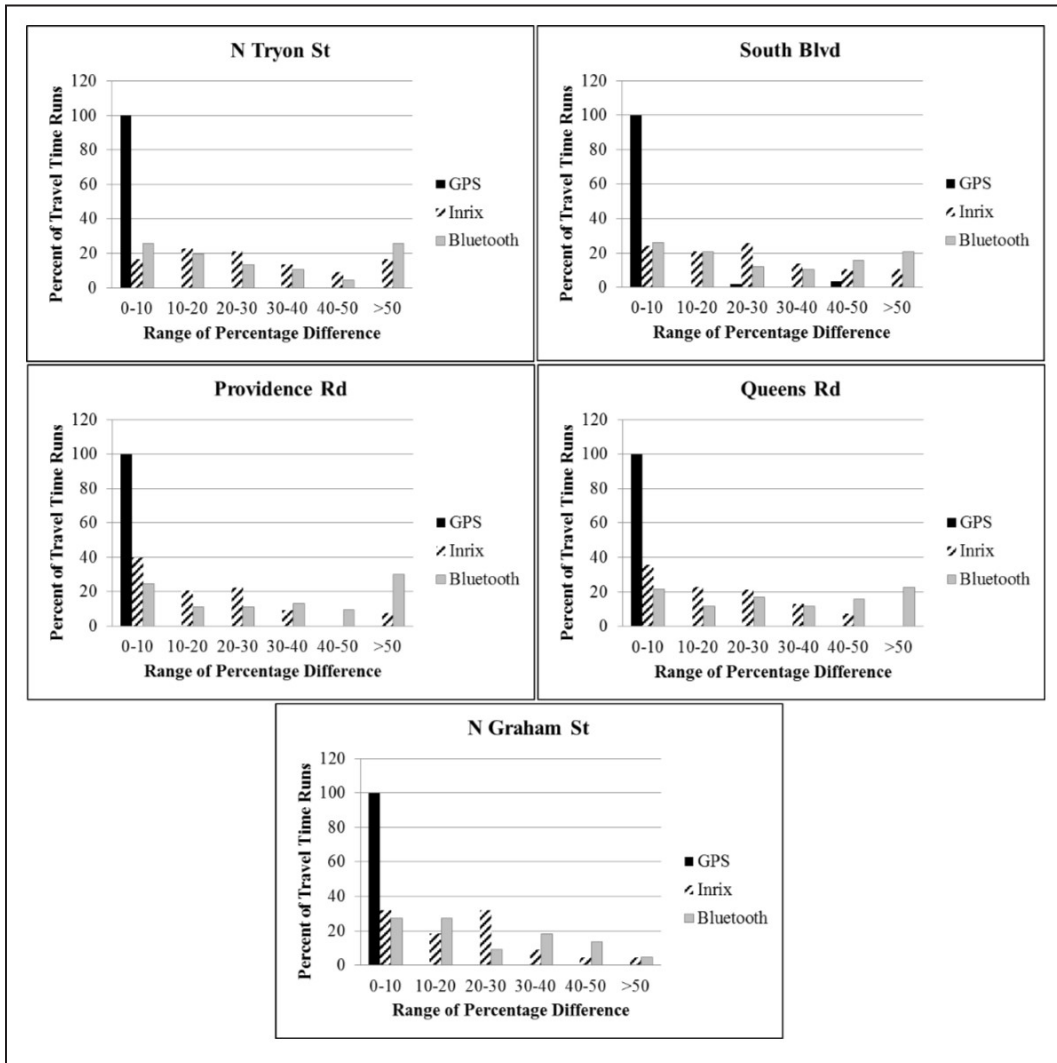 N Tryon St
Percent of Travel Time Runs
120
100
80
60
40
20
0
0-10 10-20 20-30 30-40 40-50 >50
Range of Percentage Difference
GPS
Inrix
Bluetooth
South Blvd
Percent of Travel Time Runs
120
100
80
60
40
20
0
0-10 10-20 20-30 30-40 40-50 >50
Range of Percentage Difference
GPS
Inrix
Bluetooth
Providence Rd
Percent of Travel Time Runs
120
100
80
60
40
20
0
0-10 10-20 20-30 30-40 40-50 >50
Range of Percentage Difference
GPS
Inrix
Bluetooth
Queens Rd
Percent of Travel Time Runs
120
100
80
60
40
20
0
0-10 10-20 20-30 30-40 40-50 >50
Range of Percentage Difference
GPS
Inrix
Bluetooth
N Graham St
Percent of Travel Time Runs
120
100
80
60
40
20
0
0-10 10-20 20-30 30-40 40-50 >50
Range of Percentage Difference
GPS
Inrix
Bluetooth